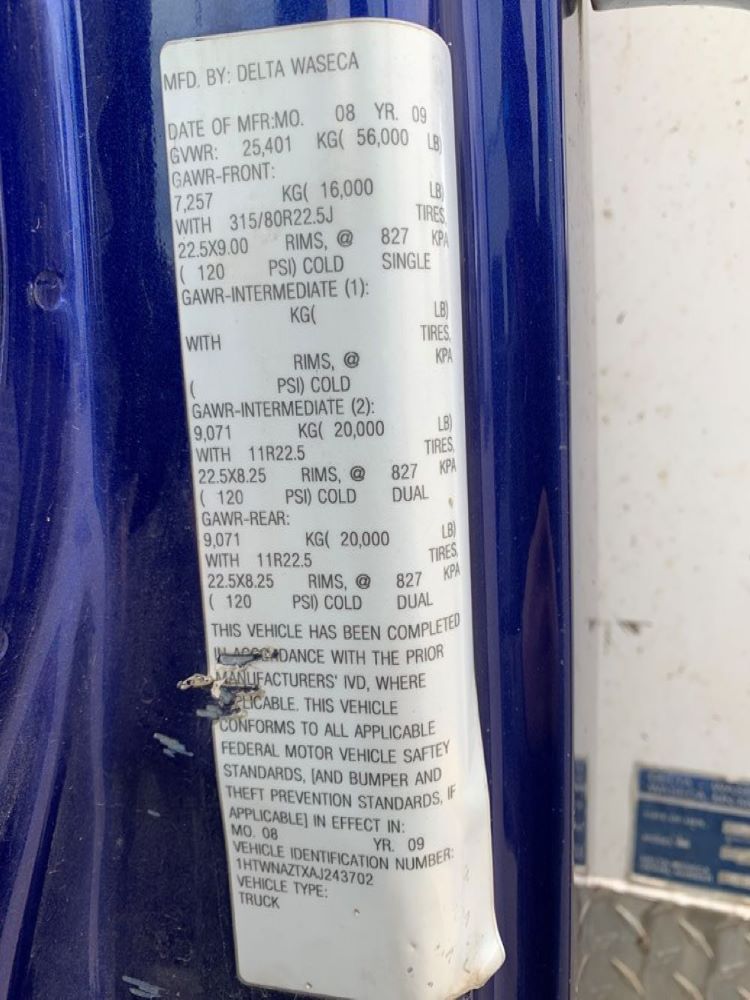 MFD. BY: DELTA WASECA
DATE OF MFR:MO. 08 YR. 09
GVWR: 25,401 KG( 56,000 LB)
GAWR-FRONT:
7,257 KG( 16,000 LB)
WITH 315/80R22.5J TIRES,
22.5X9.00 RIMS, @ 827 KPA
( 120 PSI) COLD SINGLE
GAWR-INTERMEDIATE (1):
KG( LB)
WITH TIRES,
RIMS, @ KPA
( PSI) COLD
GAWR-INTERMEDIATE (2):
9,071 KG( 20,000 LB)
WITH 11R22.5 TIRES,
22.5X8.25 RIMS, @ 827 KPA
( 120 PSI) COLD DUAL
GAWR-REAR:
9,071 KG( 20,000 LB)
WITH 11R22.5 TIRES,
22.5X8.25 RIMS, @ 827 KPA
( 120 PSI) COLD DUAL
THIS VEHICLE HAS BEEN COMPLETED
IN ACCORDANCE WITH THE PRIOR
MANUFACTURERS' IVD, WHERE
APPLICABLE. THIS VEHICLE
CONFORMS TO ALL APPLICABLE
FEDERAL MOTOR VEHICLE SAFTEY
STANDARDS, [AND BUMPER AND
THEFT PREVENTION STANDARDS, IF
APPLICABLE] IN EFFECT IN:
MO. 08 YR. 09
VEHICLE IDENTIFICATION NUMBER:
1HTWNAZTXAJ243702
VEHICLE TYPE:
TRUCK